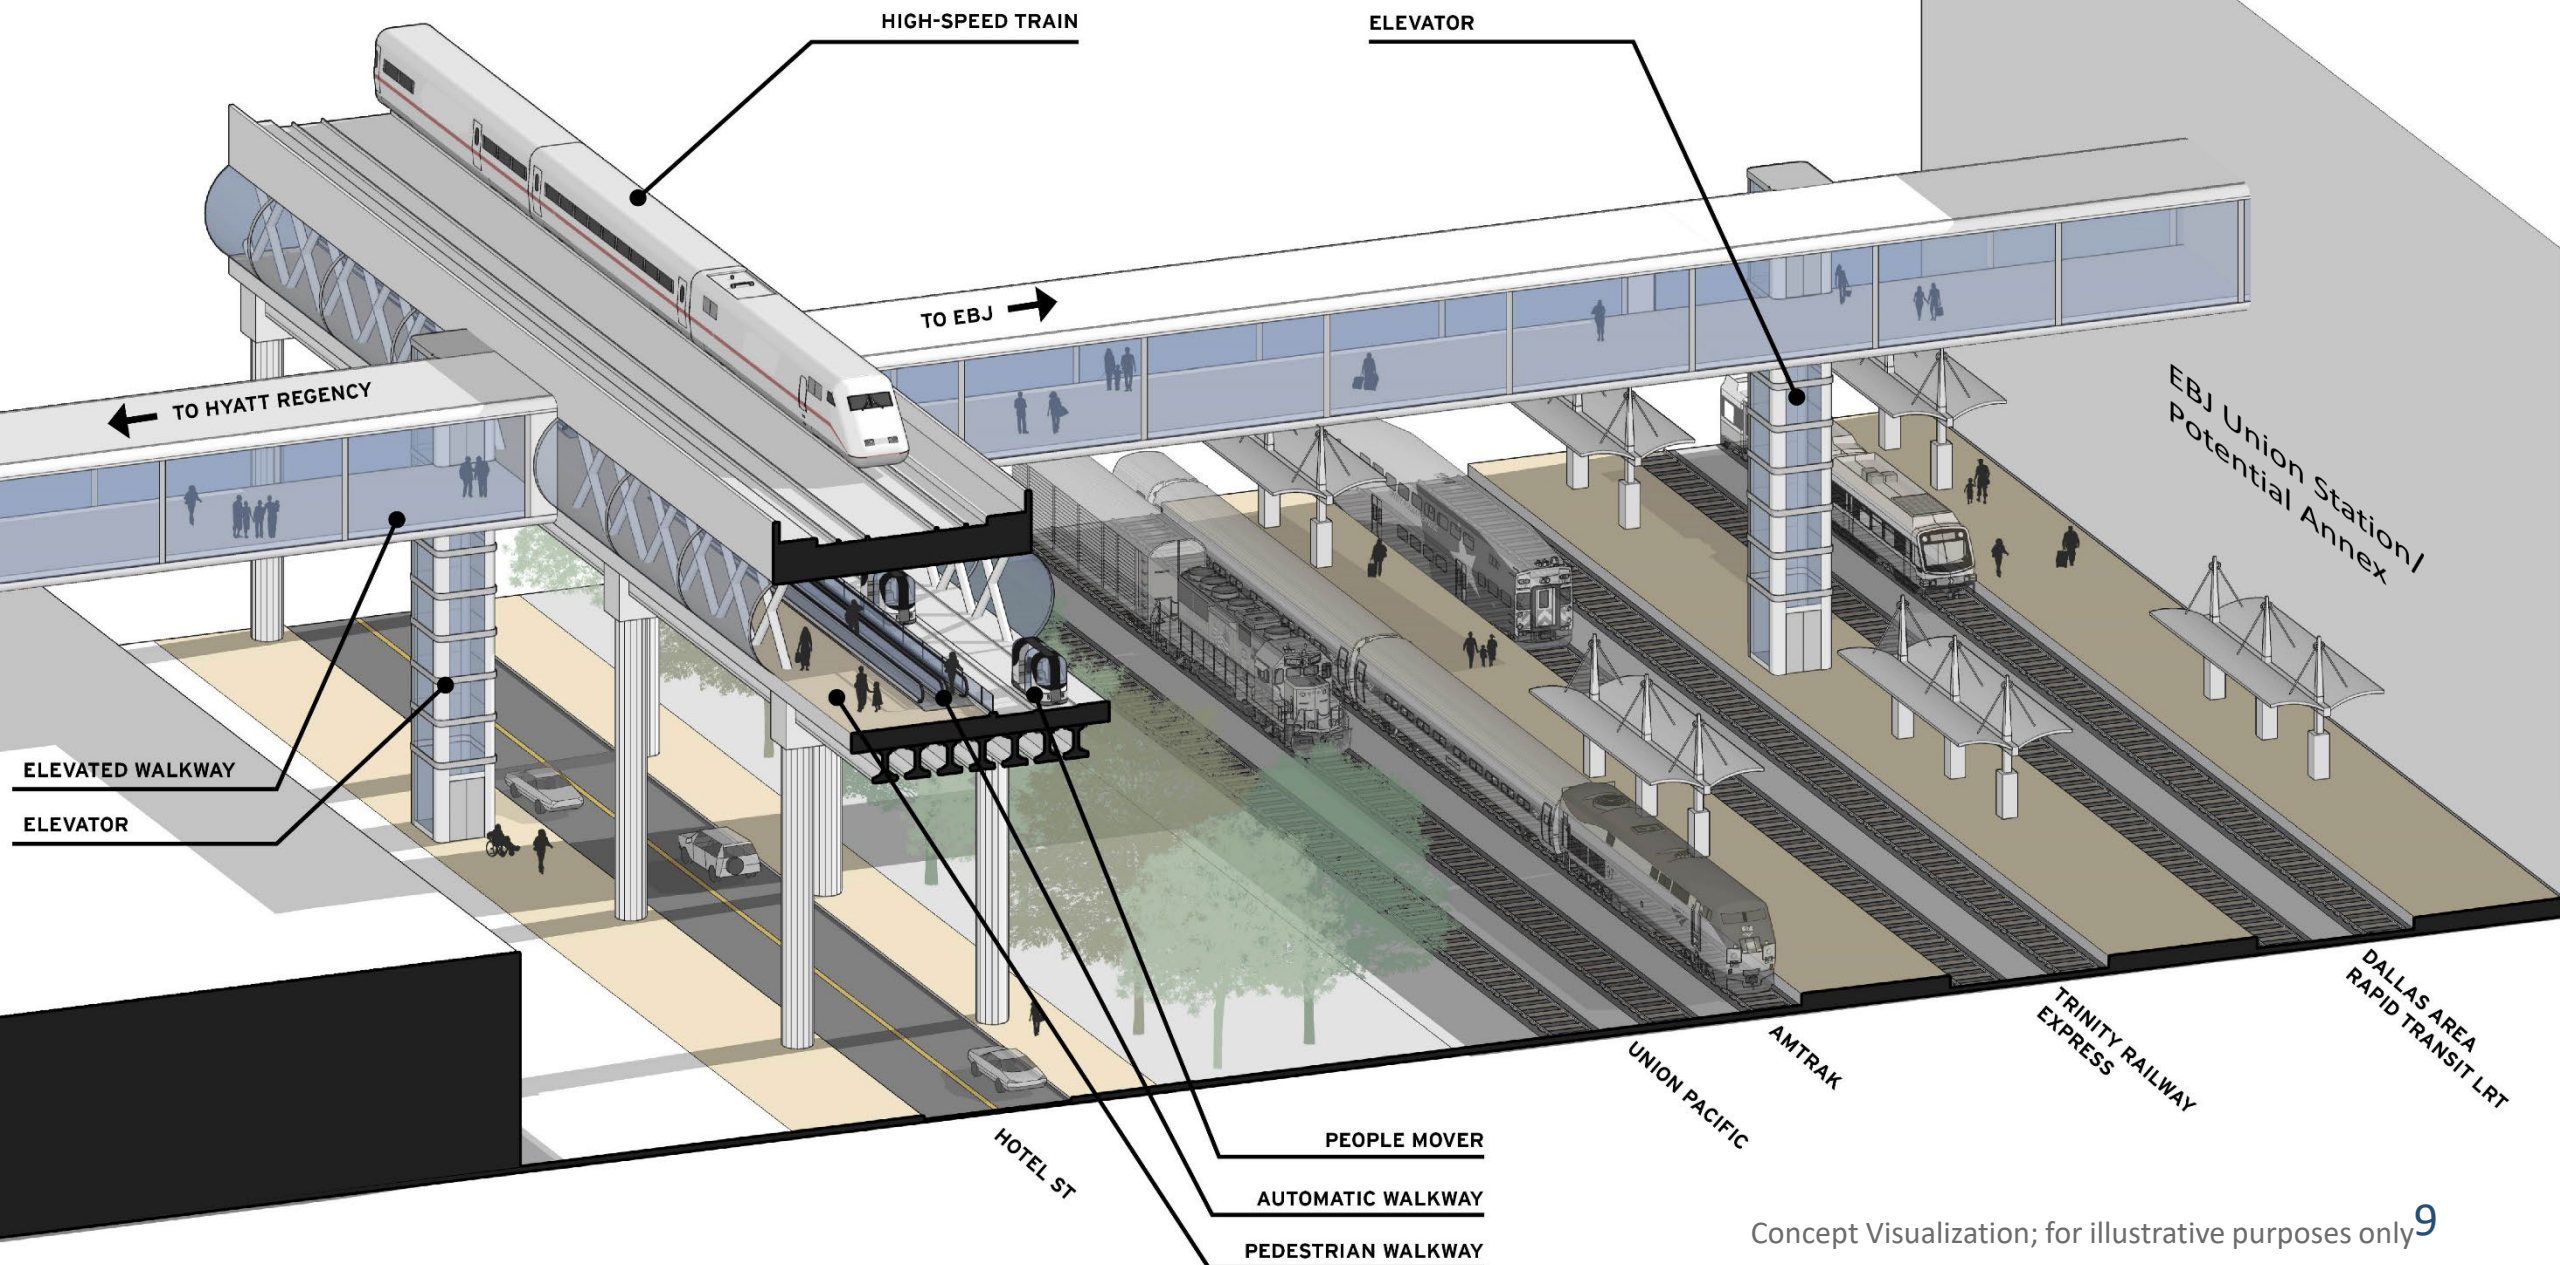 HIGH-SPEED TRAIN
ELEVATOR
TO EBJ
TO HYATT REGENCY
EBJ Union Station/
Potential Annex
ELEVATED WALKWAY
ELEVATOR
DALLAS AREA
RAPID TRANSIT LRT
TRINITY RAILWAY
EXPRESS
AMTRAK
UNION PACIFIC
HOTEL ST
PEOPLE MOVER
AUTOMATIC WALKWAY
PEDESTRIAN WALKWAY
Concept Visualization; for illustrative purposes only
9